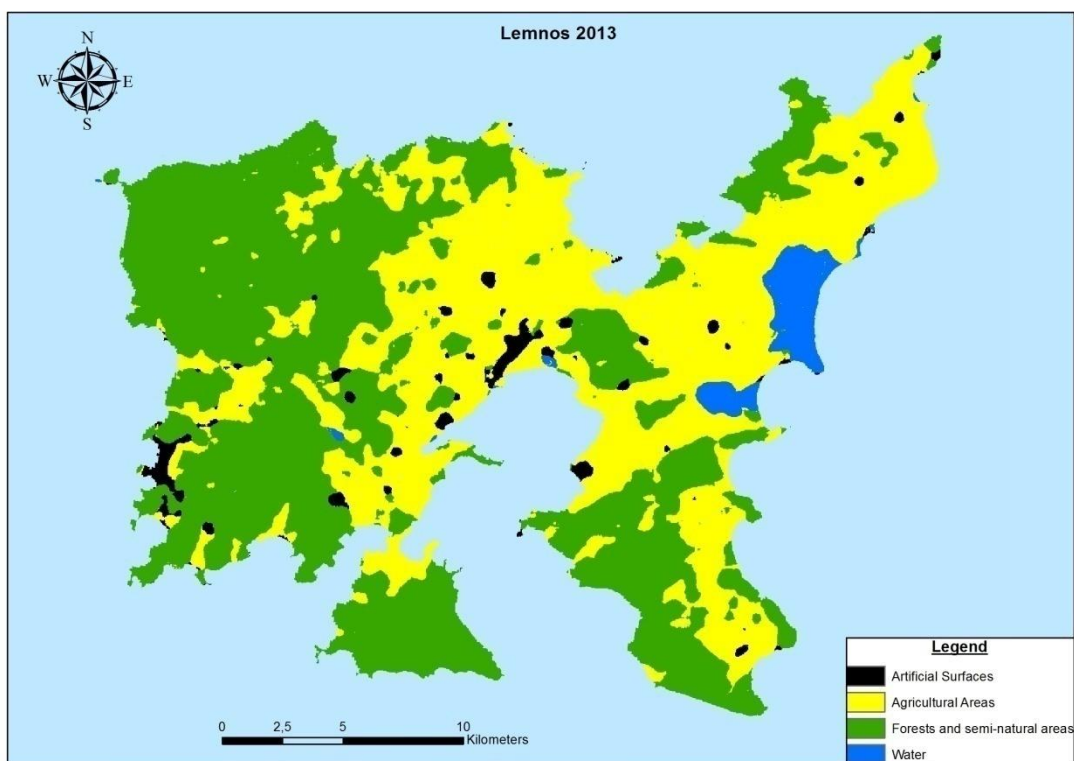 Lemnos 2013
N
W E
S
Legend
Artificial Surfaces
Agricultural Areas
Forests and semi-natural areas
Water
0 2,5 5 10
Kilometers